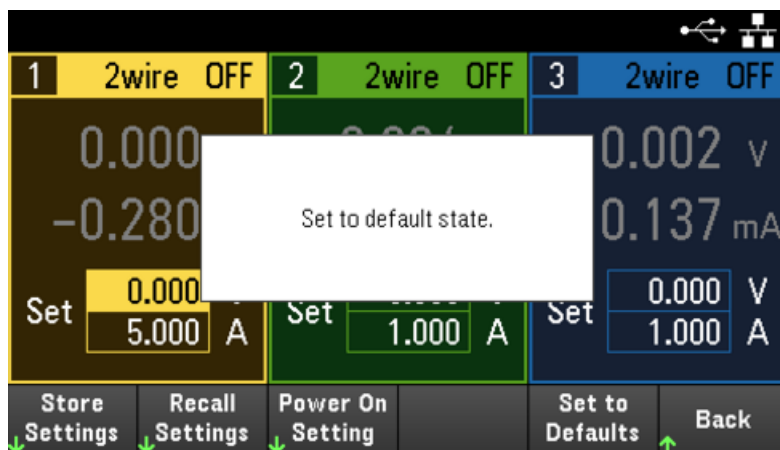 1 2wire OFF 2 2wire OFF 3 2wire OFF
0.000 0.002 V
-0.280 0.137 mA
Set to default state.
Set 0.000 Set Set 0.000 V
5.000 A 1.000 A 1.000 A
Store Settings Recall Settings Power On Setting Set to Defaults Back